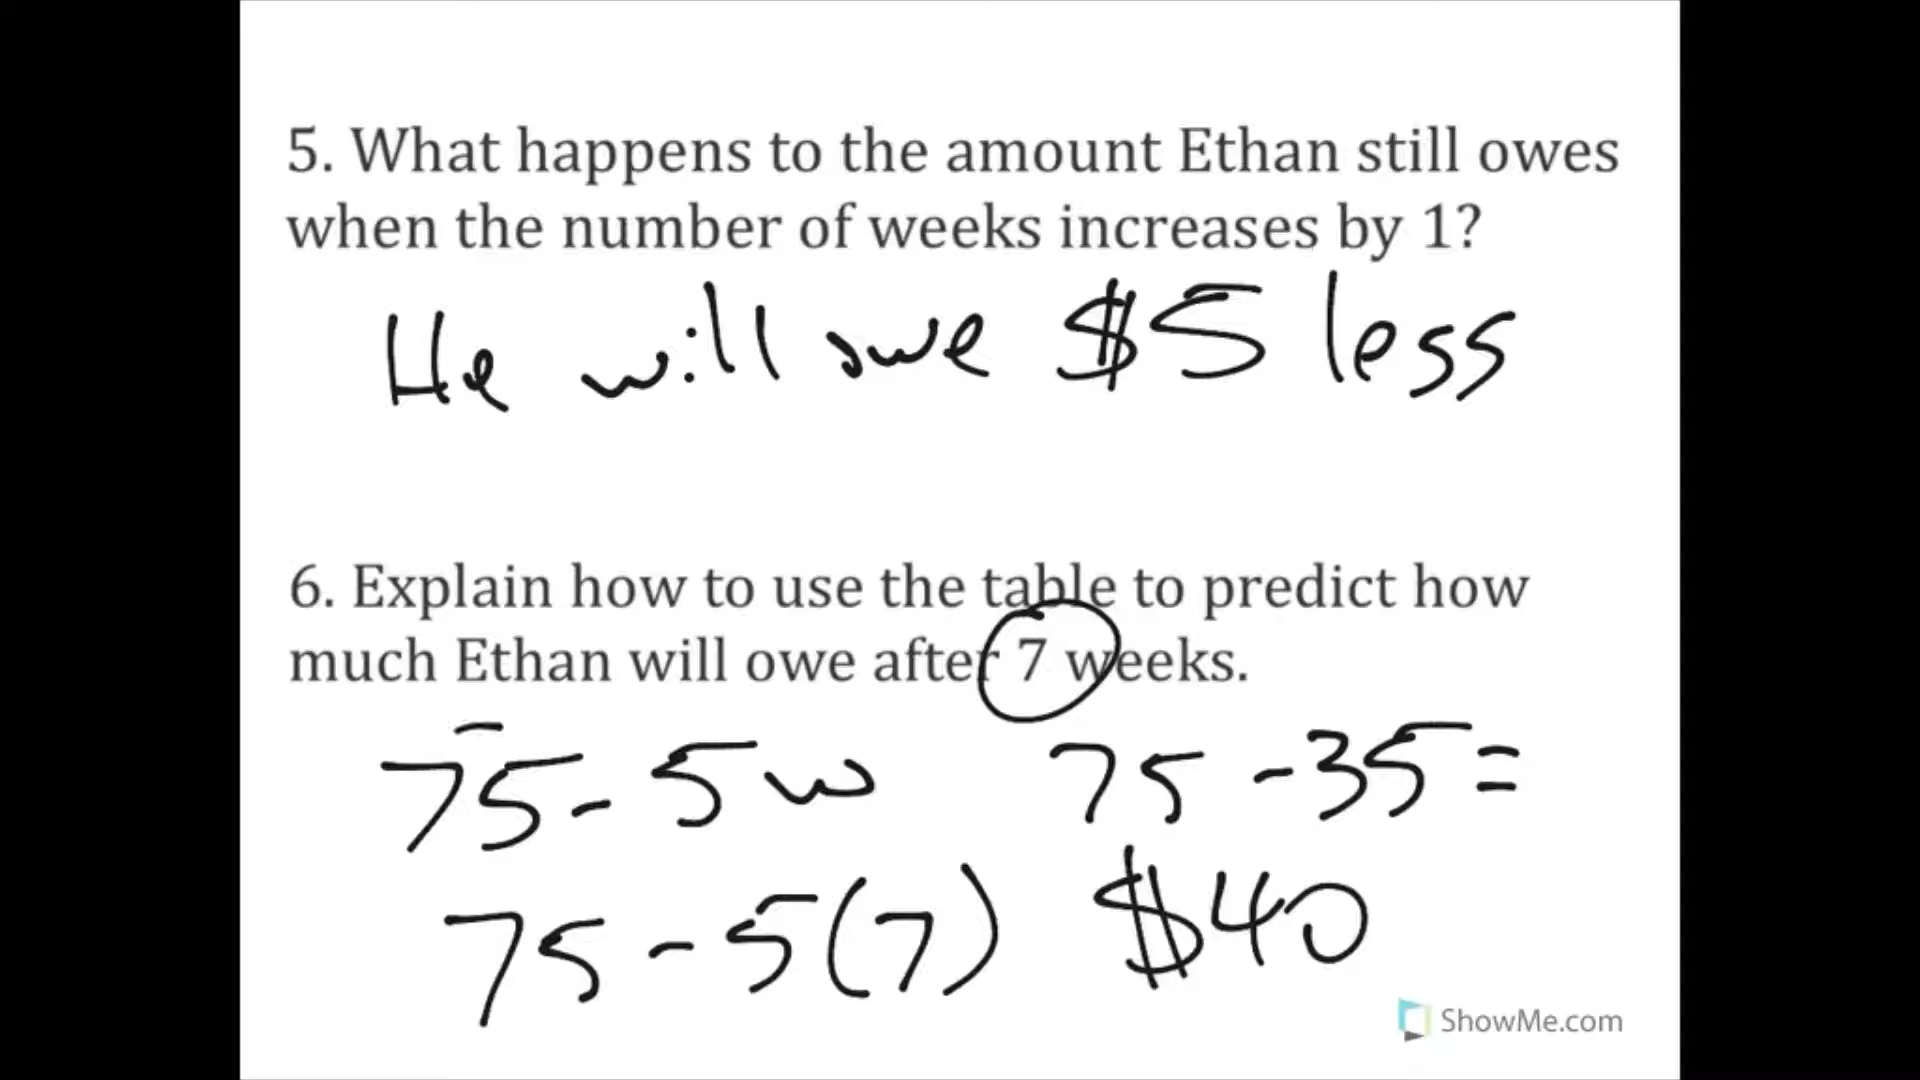 5. What happens to the amount Ethan still owes
when the number of weeks increases by 1?
He will owe $5 less
6. Explain how to use the table to predict how
much Ethan will owe after 7 weeks.
75 - 5w 75 - 35 =
75 - 5(7) $40
ShowMe.com